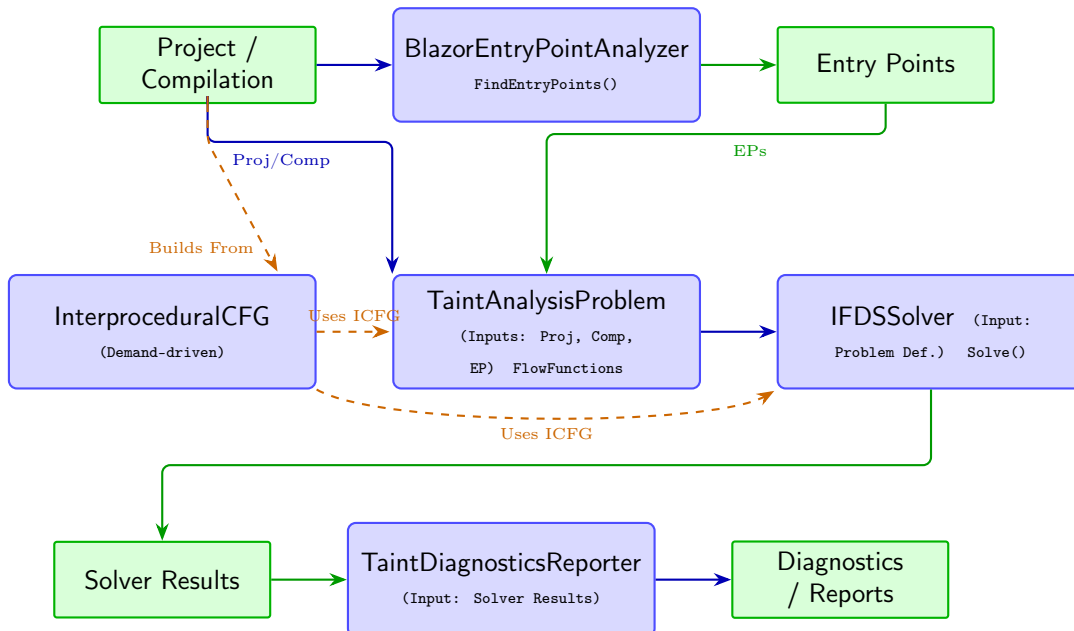 Project /
Compilation
BlazorEntryPointAnalyzer
FindEntryPoints()
Entry Points
Proj/Comp
EPs
Builds From
InterproceduralCFG
(Demand-driven)
Uses ICFG
TaintAnalysisProblem
(Inputs: Proj, Comp,
EP) FlowFunctions
IFDSSolver (Input:
Problem Def.) Solve()
Uses ICFG
Solver Results
TaintDiagnosticsReporter
(Input: Solver Results)
Diagnostics
/ Reports